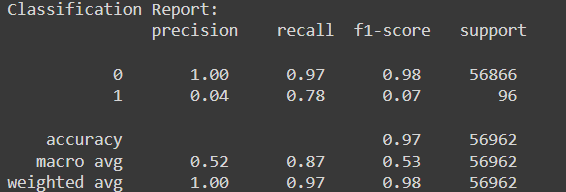 Classification Report:
precision recall f1-score support
0 1.00 0.97 0.98 56866
1 0.04 0.78 0.07 96
accuracy 0.97 56962
macro avg 0.52 0.87 0.53 56962
weighted avg 1.00 0.97 0.98 56962